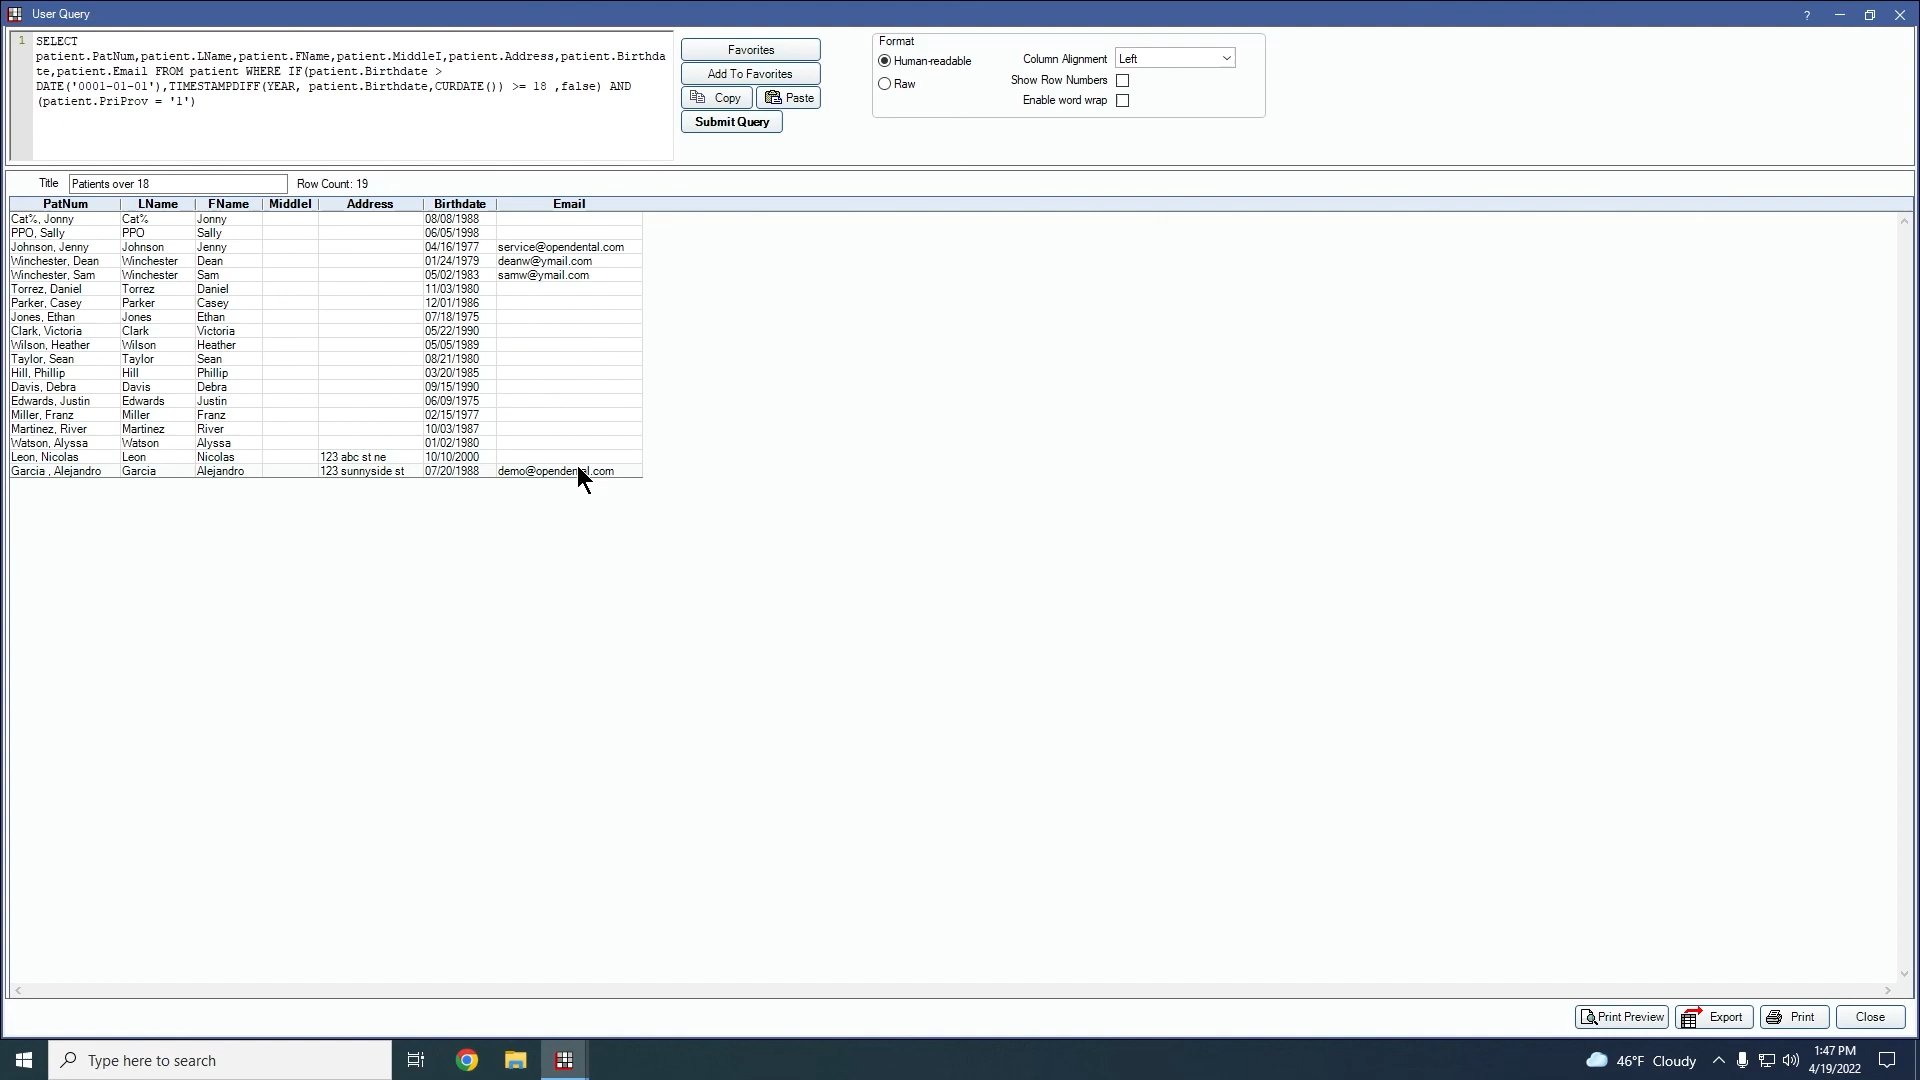 User Query
?
1 SELECT
patient.PatNum,patient.LName,patient.FName,patient.MiddleI,patient.Address,patient.Birthda
te,patient.Email FROM patient WHERE IF(patient.Birthdate >
DATE('0001-01-01'),TIMESTAMPDIFF(YEAR, patient.Birthdate,CURDATE()) >= 18 ,false) AND
(patient.PriProv = '1')
Favorites
Add To Favorites
Copy Paste
Submit Query
Format
Human-readable
Raw
Column Alignment Left
Show Row Numbers
Enable word wrap
Title Patients over 18 Row Count: 19
PatNum LName FName MiddleI Address Birthdate Email
Cat%, Jonny Cat% Jonny 08/08/1988
PPO, Sally PPO Sally 06/05/1998
Johnson, Jenny Johnson Jenny 04/16/1977 service@opendental.com
Winchester, Dean Winchester Dean 01/24/1979 deanw@ymail.com
Winchester, Sam Winchester Sam 05/02/1983 samw@ymail.com
Torrez, Daniel Torrez Daniel 11/03/1980
Parker, Casey Parker Casey 12/01/1986
Jones, Ethan Jones Ethan 07/18/1975
Clark, Victoria Clark Victoria 05/22/1990
Wilson, Heather Wilson Heather 05/05/1989
Taylor, Sean Taylor Sean 08/21/1980
Hill, Phillip Hill Phillip 03/20/1985
Davis, Debra Davis Debra 09/15/1990
Edwards, Justin Edwards Justin 06/09/1975
Miller, Franz Miller Franz 02/15/1977
Martinez, River Martinez River 10/03/1987
Watson, Alyssa Watson Alyssa 01/02/1980
Leon, Nicolas Leon Nicolas 123 abc st ne 10/10/2000
Garcia , Alejandro Garcia Alejandro 123 sunnyside st 07/20/1988 demo@opendental.com
Print Preview Export Print Close
Type here to search
46°F Cloudy
1:47 PM
4/19/2022